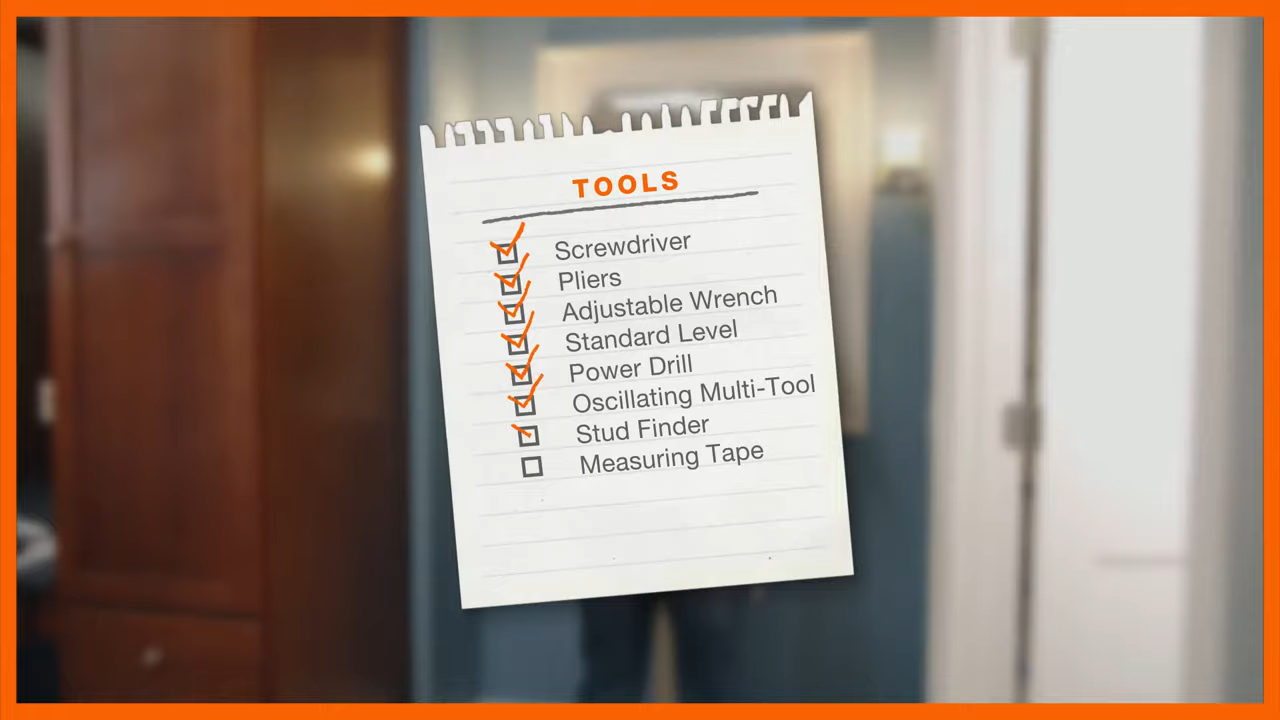 TOOLS
Screwdriver
Pliers
Adjustable Wrench
Standard Level
Power Drill
Oscillating Multi-Tool
Stud Finder
Measuring Tape